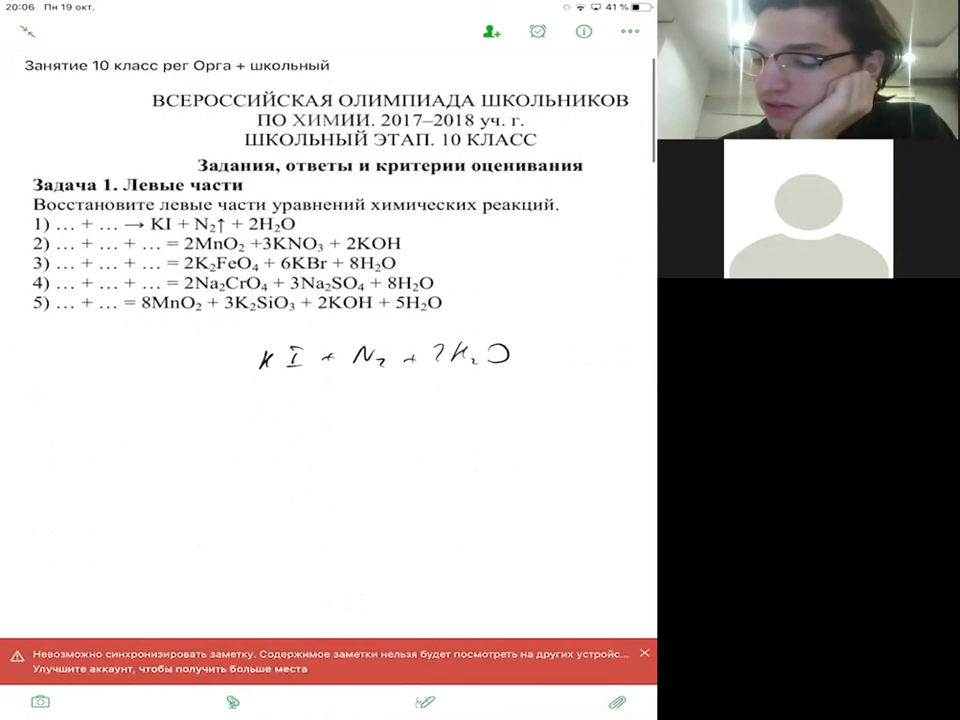 20:06 Пн 19 окт. 41 %
Занятие 10 класс рег Орга + школьный
ВСЕРОССИЙСКАЯ ОЛИМПИАДА ШКОЛЬНИКОВ
ПО ХИМИИ. 2017–2018 уч. г.
ШКОЛЬНЫЙ ЭТАП. 10 КЛАСС
Задания, ответы и критерии оценивания
Задача 1. Левые части
Восстановите левые части уравнений химических реакций.
1) … + … → KI + N₂↑ + 2H₂O
2) … + … + … = 2MnO₂ +3KNO₃ + 2KOH
3) … + … + … = 2K₂FeO₄ + 6KBr + 8H₂O
4) … + … + … = 2Na₂CrO₄ + 3Na₂SO₄ + 8H₂O
5) … + … = 8MnO₂ + 3K₂SiO₃ + 2KOH + 5H₂O
KI + N₂ + 2H₂O
Невозможно синхронизировать заметку. Содержимое заметки нельзя будет посмотреть на других устройс...
Улучшите аккаунт, чтобы получить больше места